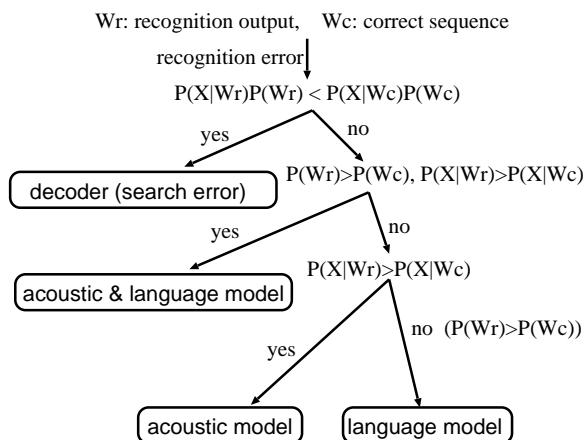 Wr: recognition output, Wc: correct sequence
recognition error
P(X|Wr)P(Wr) < P(X|Wc)P(Wc)
yes no
decoder (search error) P(Wr)>P(Wc), P(X|Wr)>P(X|Wc)
yes no
acoustic & language model P(X|Wr)>P(X|Wc)
yes no (P(Wr)>P(Wc))
acoustic model language model